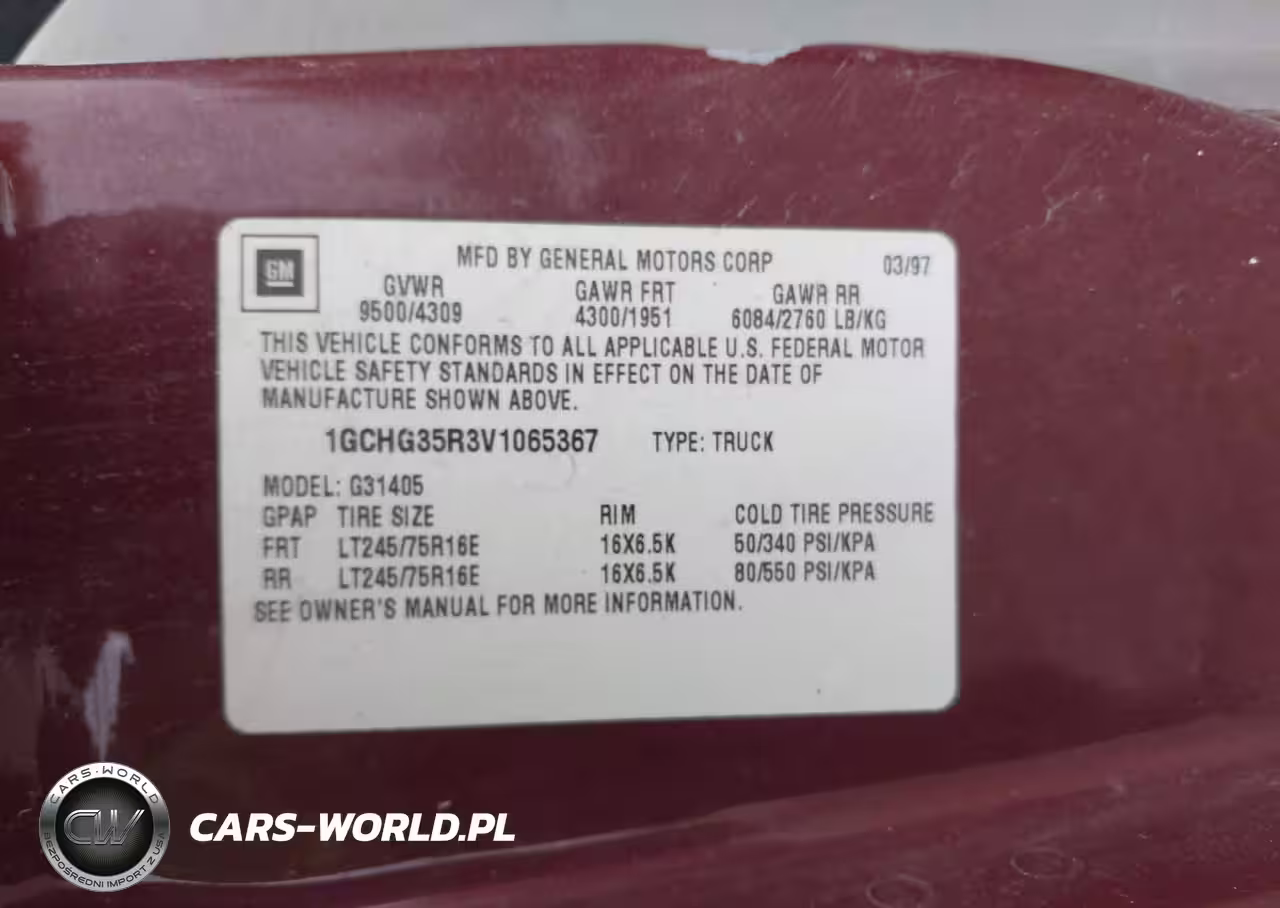 GM
MFD BY GENERAL MOTORS CORP 03/97
GVWR GAWR FRT GAWR RR
9500/4309 4300/1951 6084/2760 LB/KG
THIS VEHICLE CONFORMS TO ALL APPLICABLE U.S. FEDERAL MOTOR
VEHICLE SAFETY STANDARDS IN EFFECT ON THE DATE OF
MANUFACTURE SHOWN ABOVE.
1GCHG35R3V1065367 TYPE: TRUCK
MODEL: G31405
GPAP TIRE SIZE RIM COLD TIRE PRESSURE
FRT LT245/75R16E 16X6.5K 50/340 PSI/KPA
RR LT245/75R16E 16X6.5K 80/550 PSI/KPA
SEE OWNER'S MANUAL FOR MORE INFORMATION.
CARS-WORLD
CW
BEZPOŚREDNI IMPORT Z USA
CARS-WORLD.PL